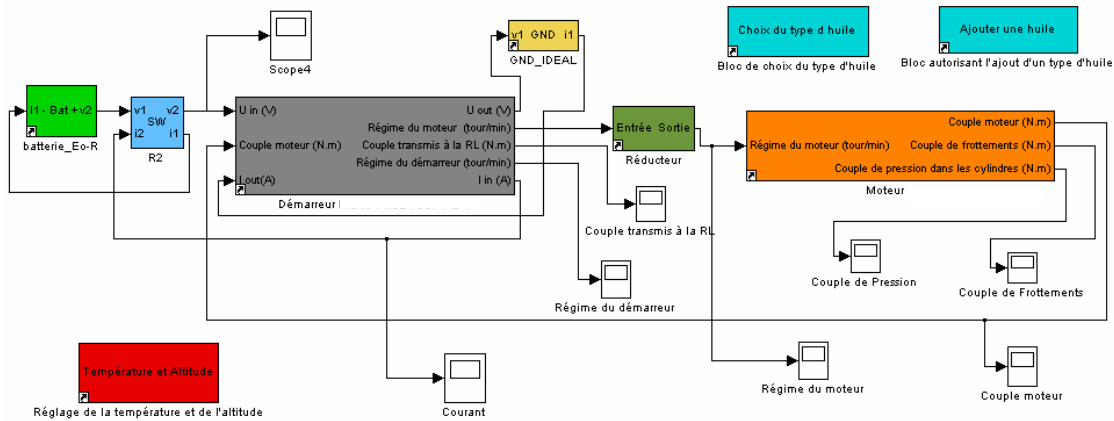 Scope4
v1 GND i1
GND_IDEAL
Choix du type d huile
Bloc de choix du type d'huile
Ajouter une huile
Bloc autorisant l'ajout d'un type d'huile
I1 - Bat + v2
batterie_Eo-R
v1 v2
SW
i2 i1
R2
U in (V)
Couple moteur (N.m)
I out(A)
U out (V)
Régime du moteur (tour/min)
Couple transmis à la RL (N.m)
Régime du démarreur (tour/min)
I in (A)
Démarreur
Entrée Sortie
Réducteur
Régime du moteur (tour/min)
Couple moteur (N.m)
Couple de frottements (N.m)
Couple de pression dans les cylindres (N.m)
Moteur
Couple transmis à la RL
Régime du démarreur
Couple de Pression
Couple de Frottements
Température et Altitude
Réglage de la température et de l'altitude
Courant
Régime du moteur
Couple moteur